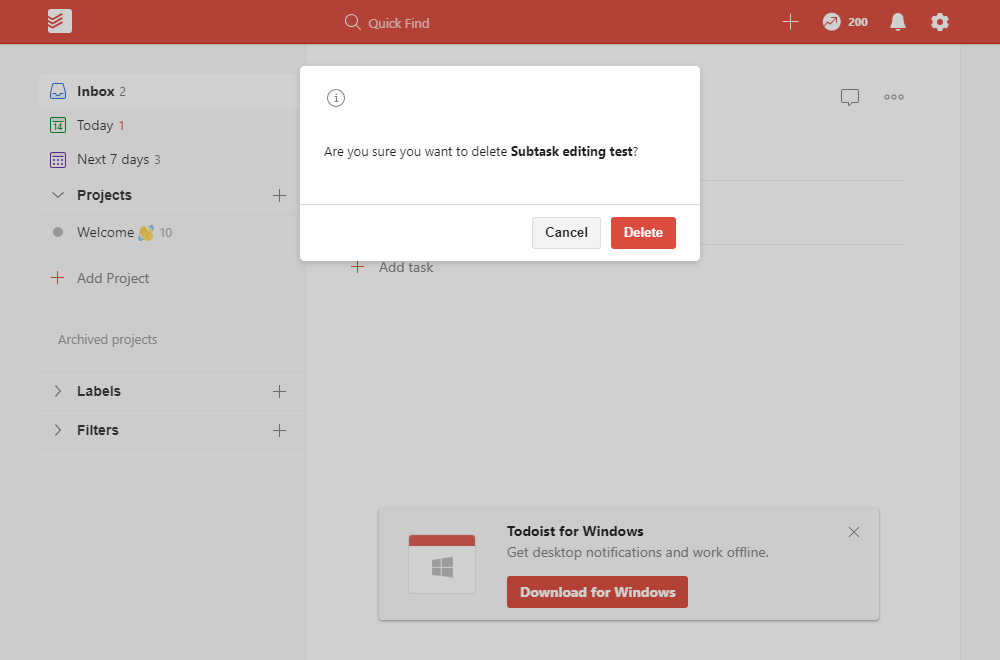 Quick Find
200
Inbox 2
14 Today 1
Next 7 days 3
Projects
Welcome 👋 10
Add Project
Archived projects
Labels
Filters
Are you sure you want to delete Subtask editing test?
Cancel Delete
Add task
Todoist for Windows
Get desktop notifications and work offline.
Download for Windows